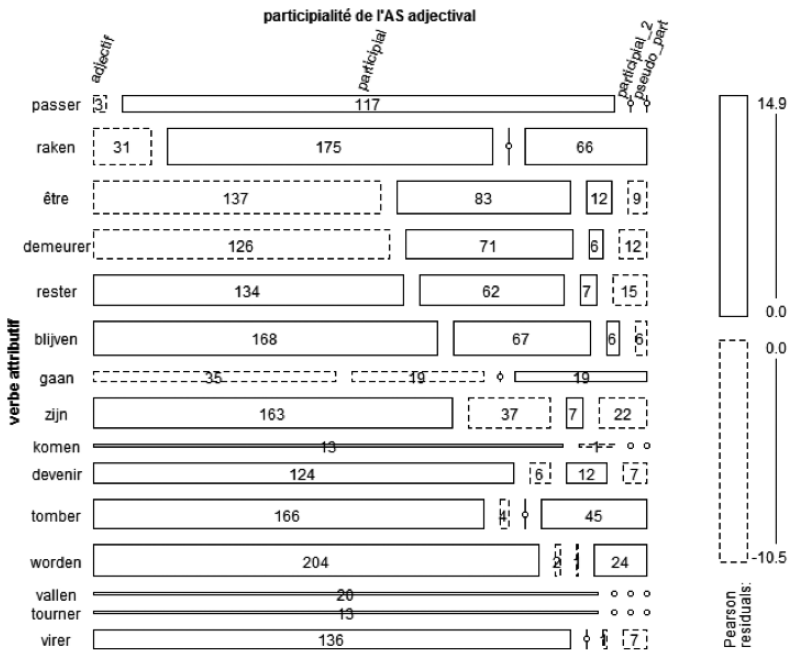 participialité de l'AS adjectival
adjectif participial participial_2 pseudo_part
passer 3 117
raken 31 175 66
être 137 83 12 9
demeurer 126 71 6 12
rester 134 62 7 15
blijven 168 67 6 6
gaan 35 19 19
zijn 163 37 7 22
komen 13 1
devenir 124 6 12 7
tomber 166 4 45
worden 204 2 1 24
vallen 20
tourner 13
virer 136 1 7
verbe attributif
14.9
0.0
0.0
-10.5
Pearson
residuals: